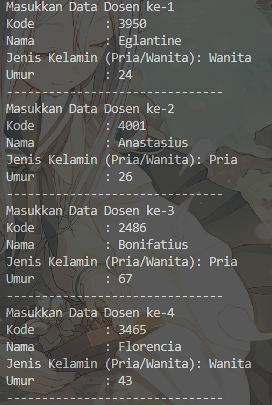 Masukkan Data Dosen ke-1
Kode : 3950
Nama : Eglantine
Jenis Kelamin (Pria/Wanita): Wanita
Umur : 24
-------------------------------
Masukkan Data Dosen ke-2
Kode : 4001
Nama : Anastasius
Jenis Kelamin (Pria/Wanita): Pria
Umur : 26
-------------------------------
Masukkan Data Dosen ke-3
Kode : 2486
Nama : Bonifatius
Jenis Kelamin (Pria/Wanita): Pria
Umur : 67
-------------------------------
Masukkan Data Dosen ke-4
Kode : 3465
Nama : Florencia
Jenis Kelamin (Pria/Wanita): Wanita
Umur : 43
-------------------------------